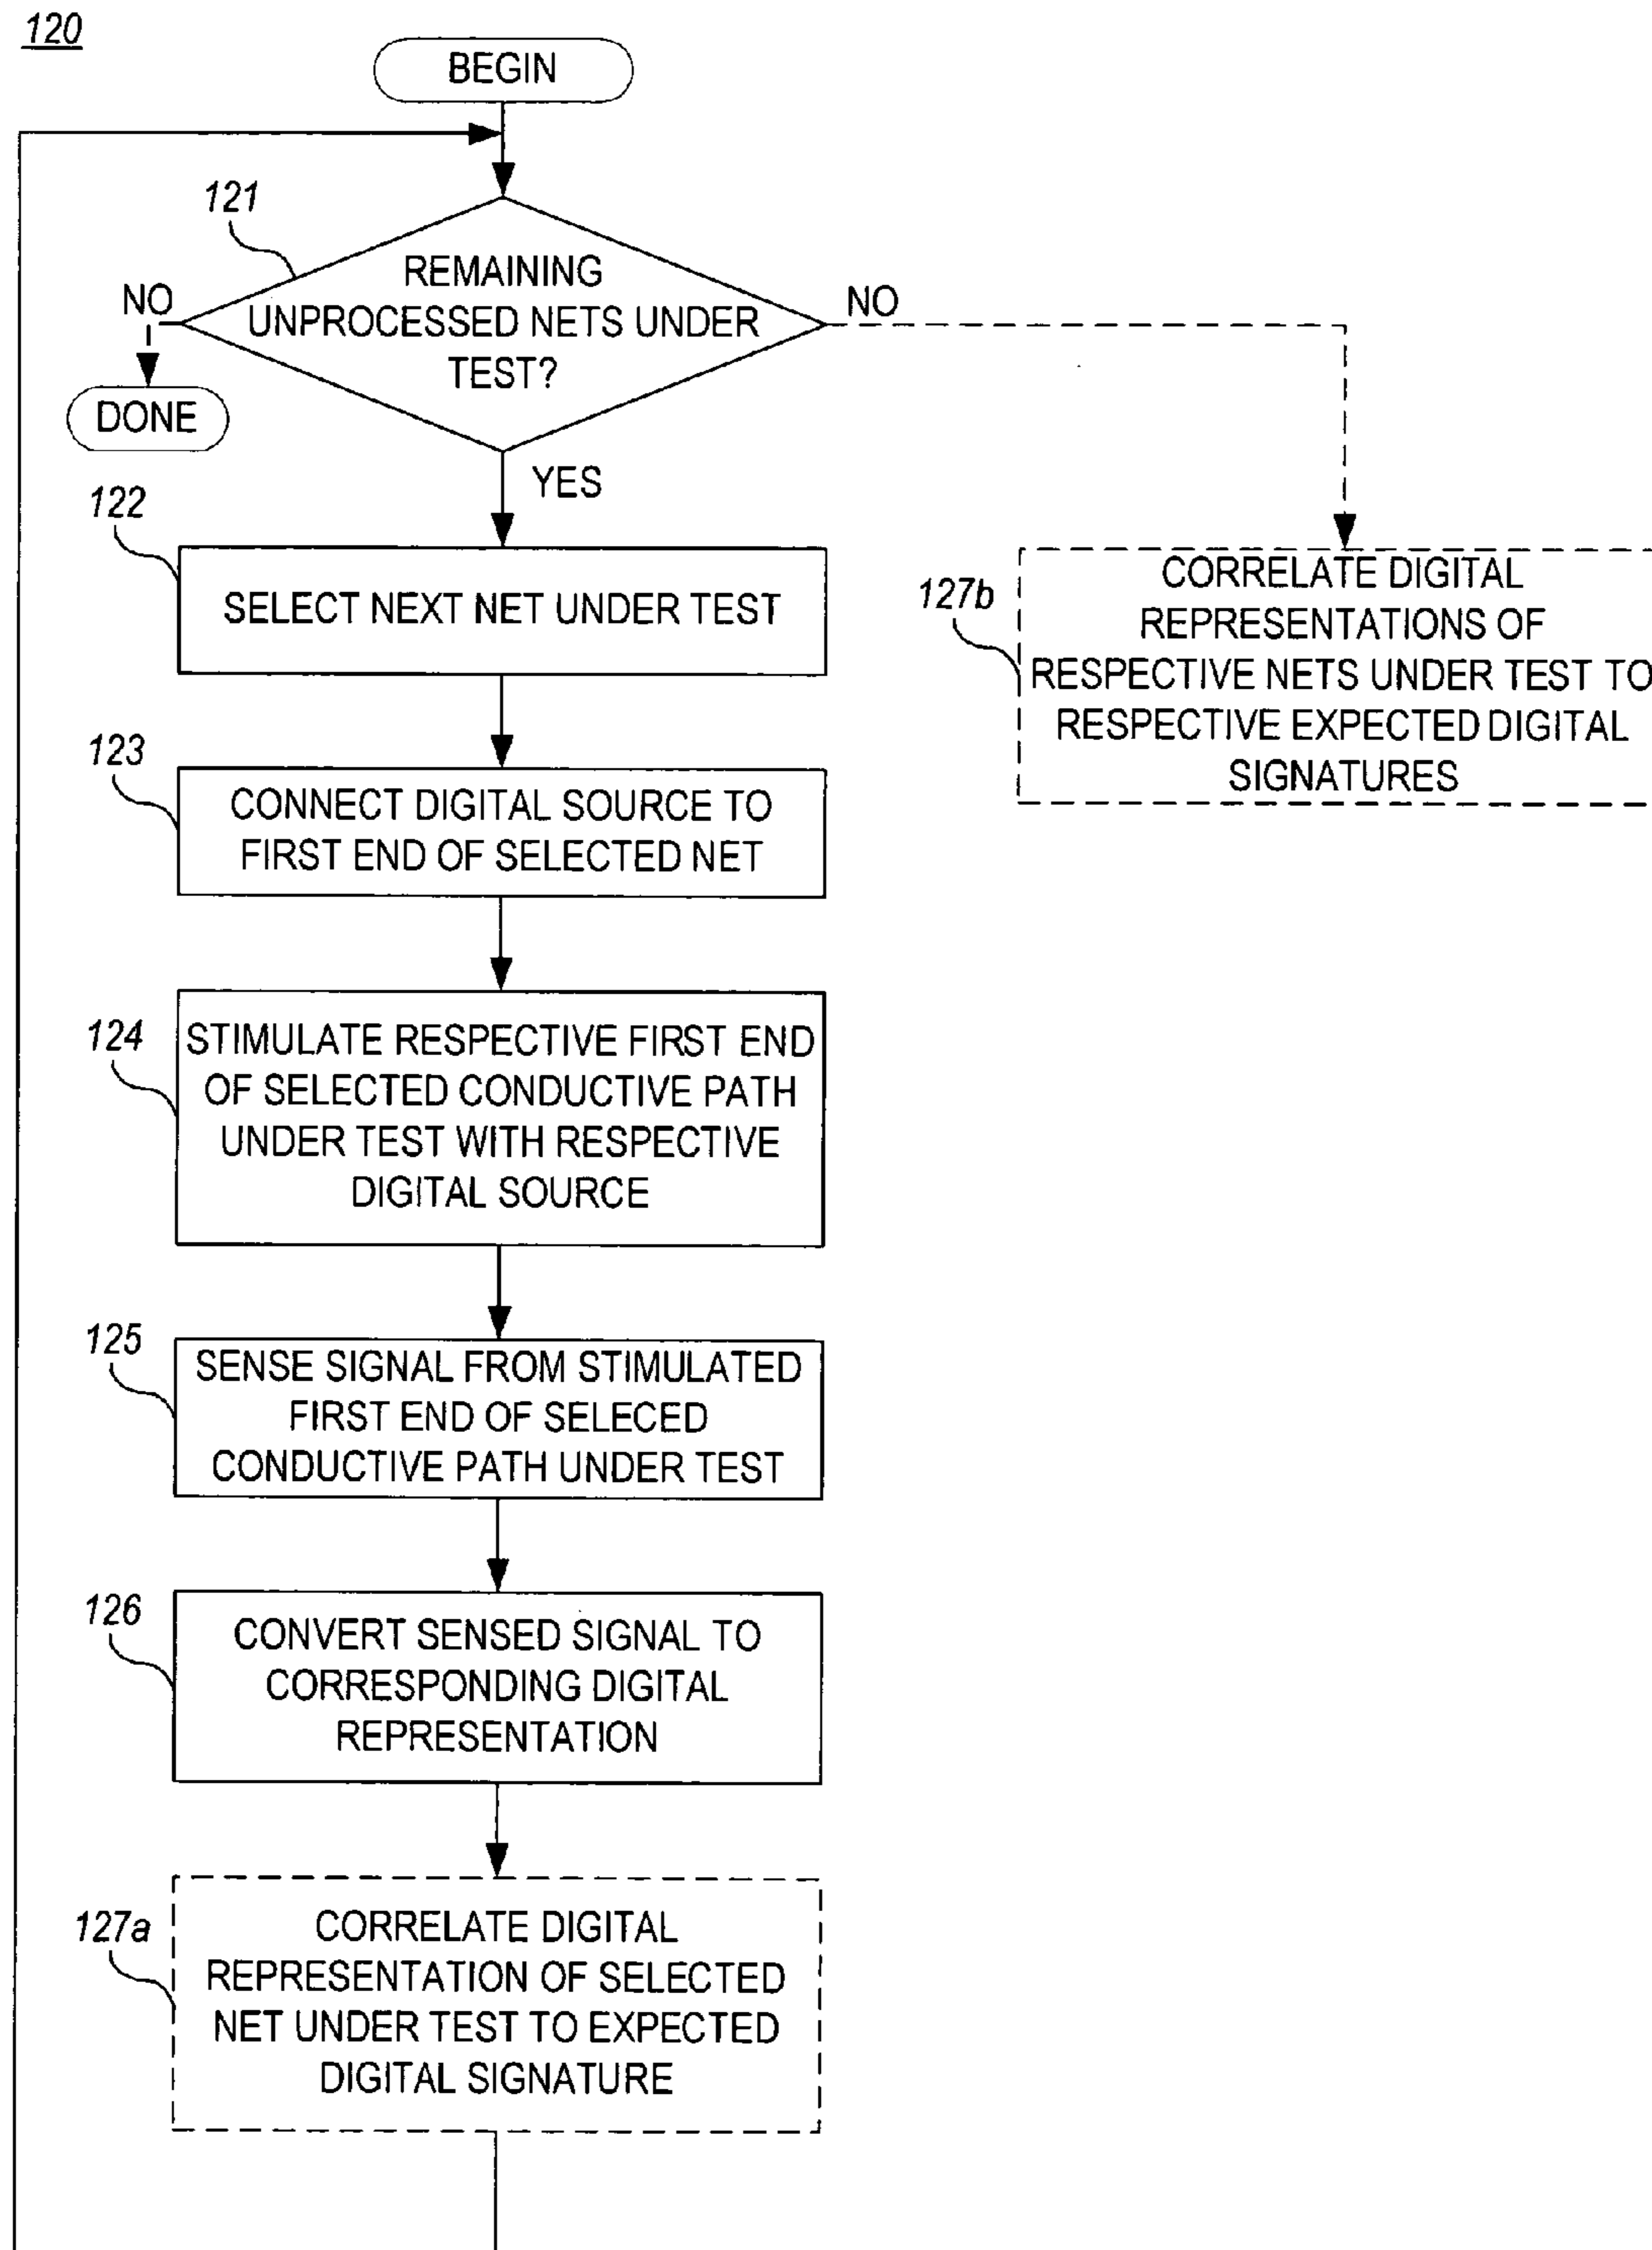 120
BEGIN
121
REMAINING
UNPROCESSED NETS UNDER
TEST?
NO
NO
DONE
YES
122
SELECT NEXT NET UNDER TEST
127b
CORRELATE DIGITAL
REPRESENTATIONS OF
RESPECTIVE NETS UNDER TEST TO
RESPECTIVE EXPECTED DIGITAL
SIGNATURES
123
CONNECT DIGITAL SOURCE TO
FIRST END OF SELECTED NET
124
STIMULATE RESPECTIVE FIRST END
OF SELECTED CONDUCTIVE PATH
UNDER TEST WITH RESPECTIVE
DIGITAL SOURCE
125
SENSE SIGNAL FROM STIMULATED
FIRST END OF SELECED
CONDUCTIVE PATH UNDER TEST
126
CONVERT SENSED SIGNAL TO
CORRESPONDING DIGITAL
REPRESENTATION
127a
CORRELATE DIGITAL
REPRESENTATION OF SELECTED
NET UNDER TEST TO EXPECTED
DIGITAL SIGNATURE